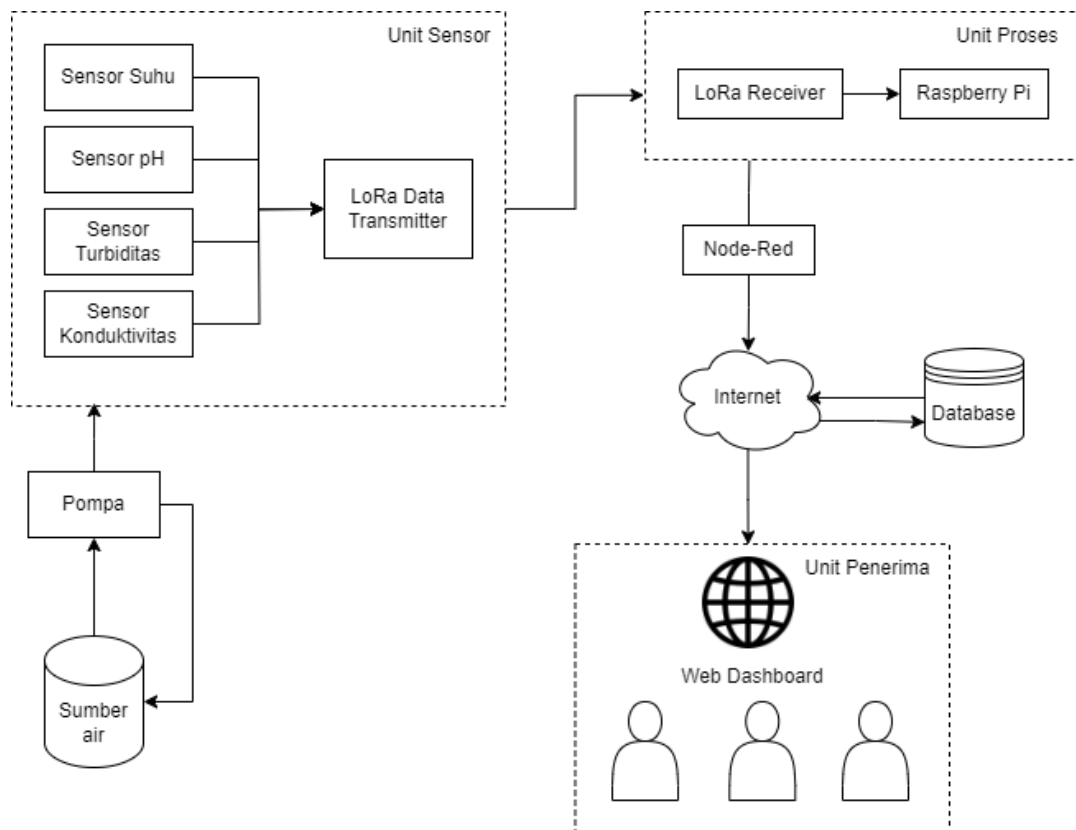 Unit Sensor
Sensor Suhu
Sensor pH
Sensor
Turbiditas
Sensor
Konduktivitas
LoRa Data
Transmitter
Unit Proses
LoRa Receiver
Raspberry Pi
Node-Red
Internet
Database
Pompa
Sumber
air
Unit Penerima
Web Dashboard